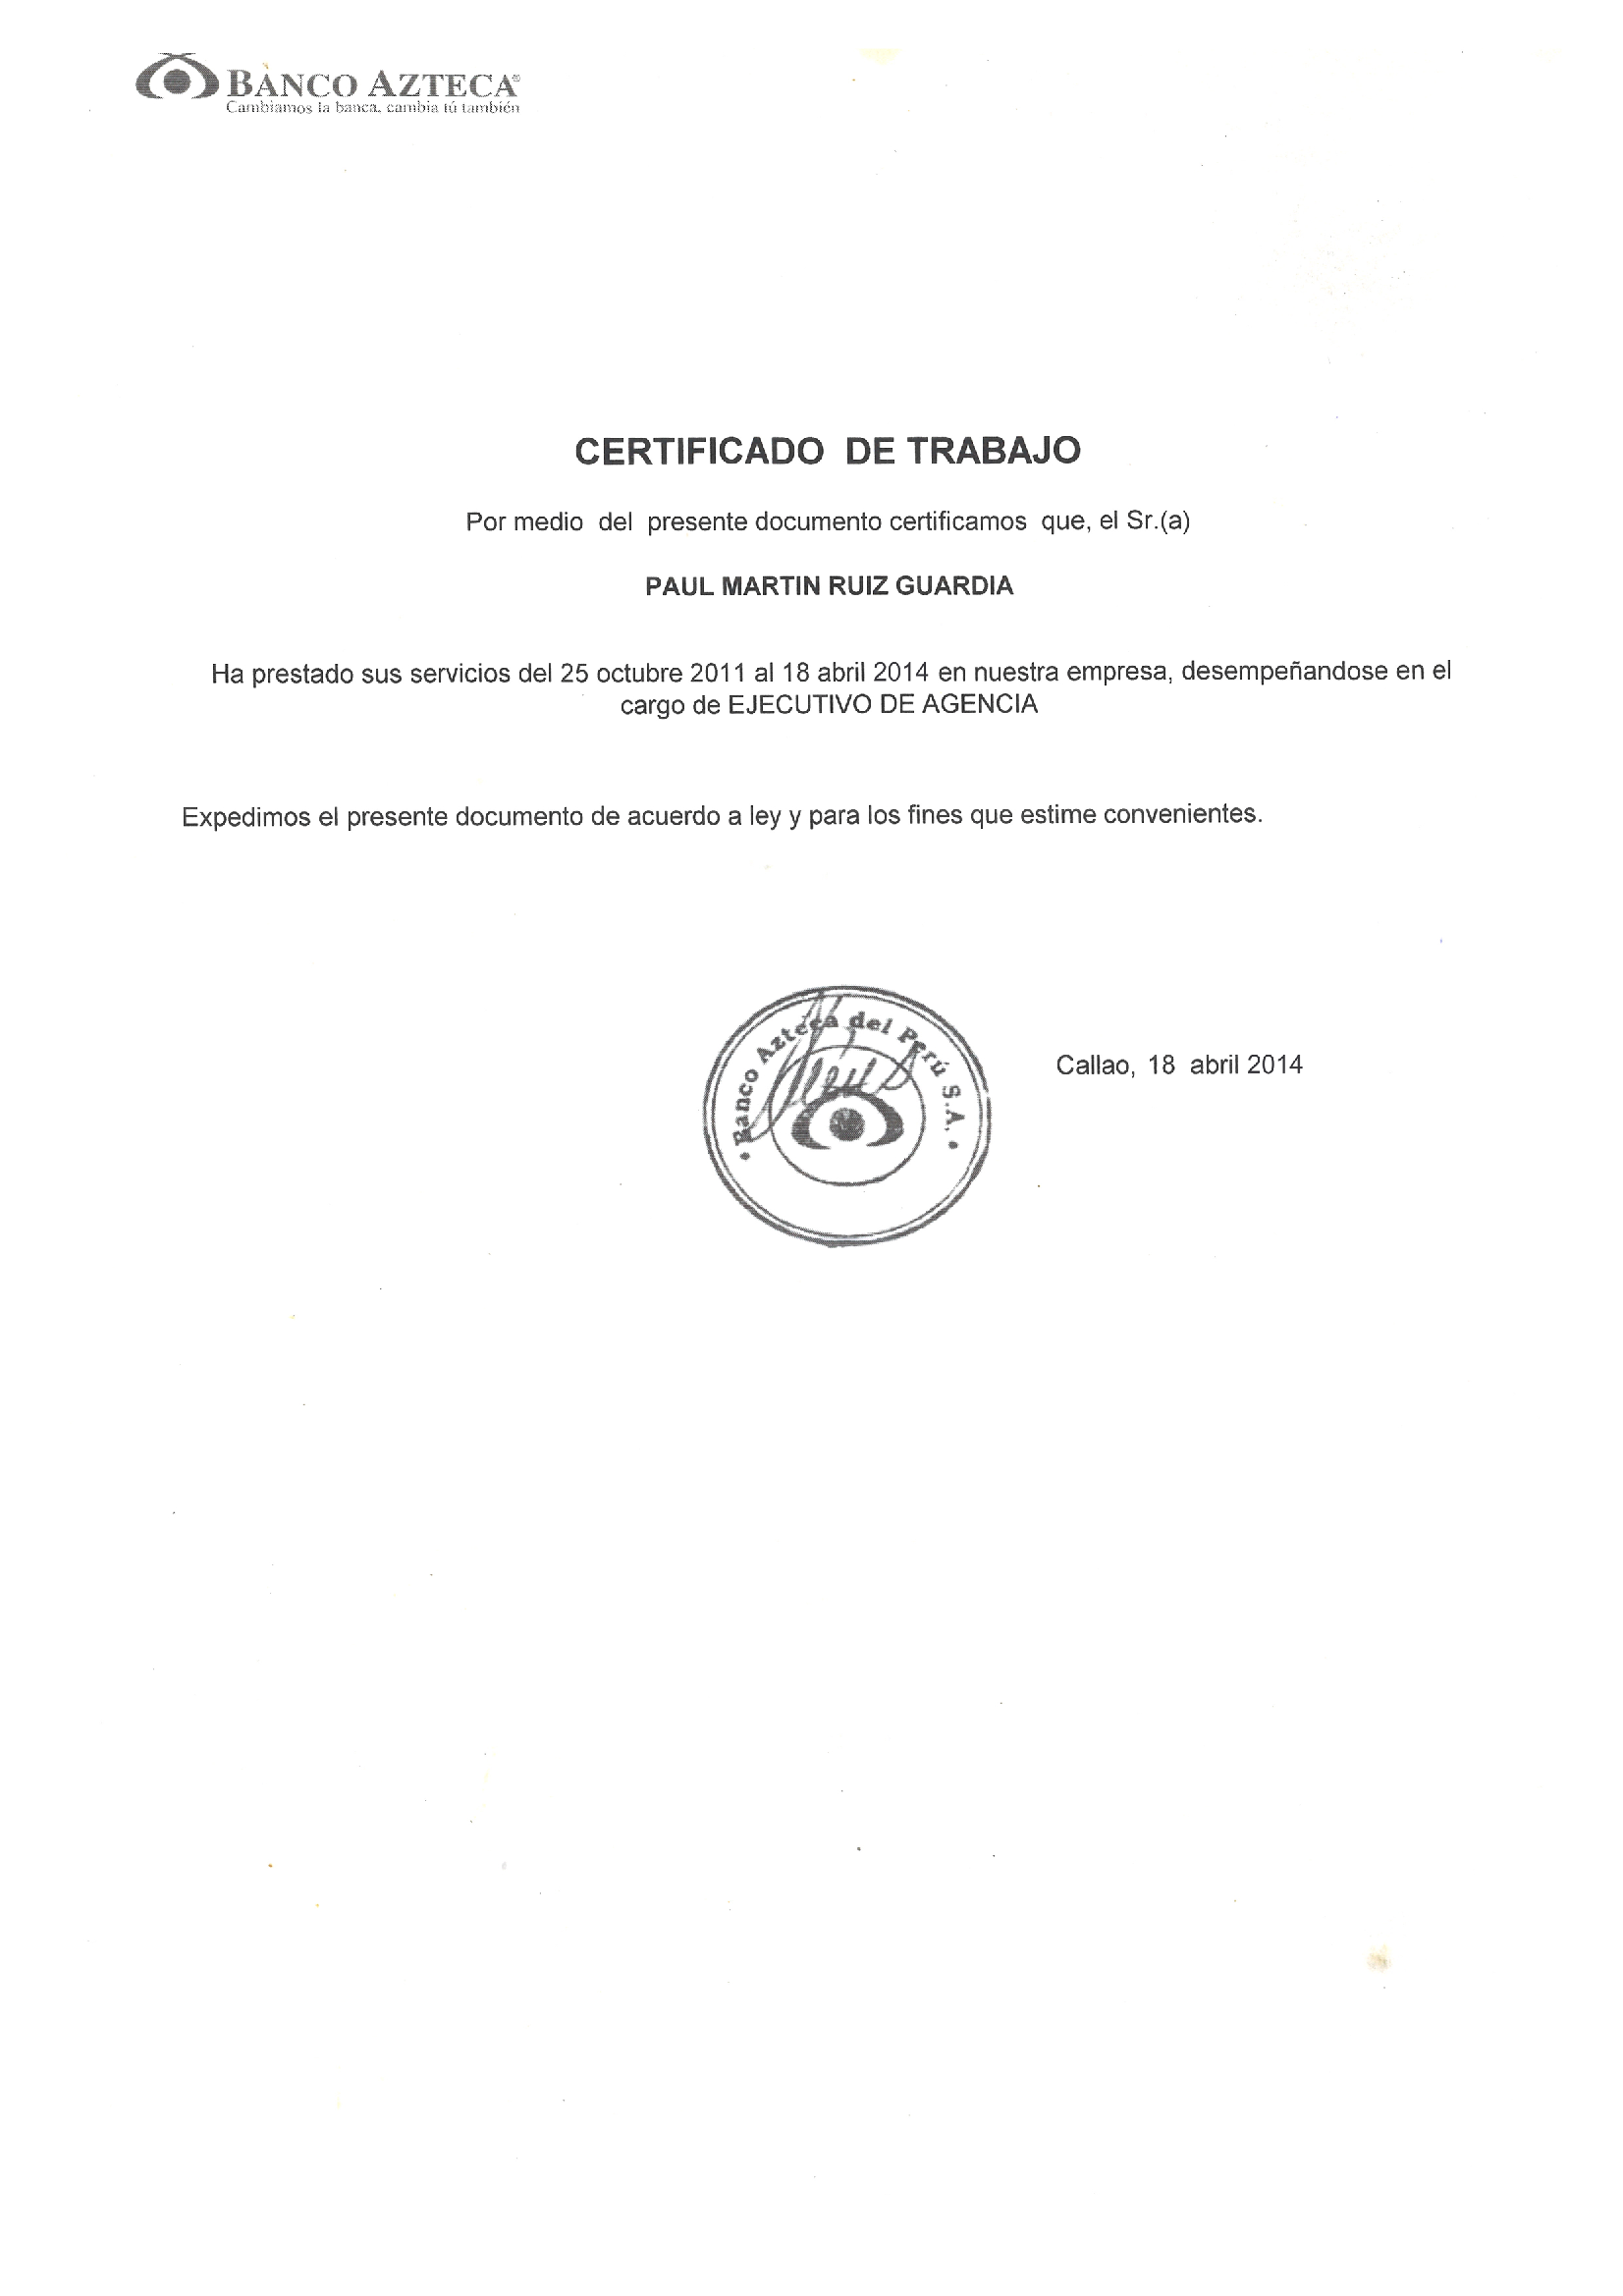 BANCO AZTECA®
Cambiamos la banca, cambia tú también
CERTIFICADO DE TRABAJO
Por medio del presente documento certificamos que, el Sr.(a)
PAUL MARTIN RUIZ GUARDIA
Ha prestado sus servicios del 25 octubre 2011 al 18 abril 2014 en nuestra empresa, desempeñandose en el
cargo de EJECUTIVO DE AGENCIA
Expedimos el presente documento de acuerdo a ley y para los fines que estime convenientes.
• Banco Azteca del Perú S.A. •
Callao, 18 abril 2014